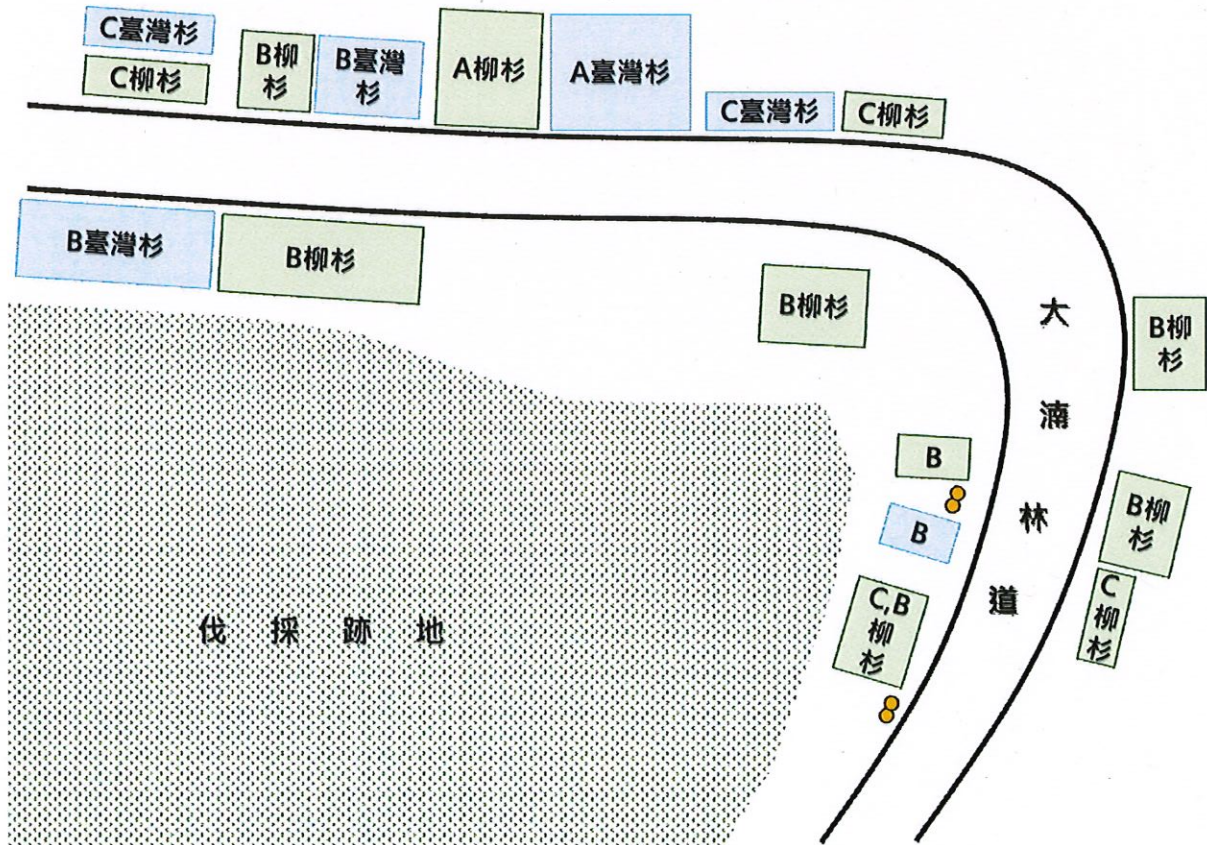 C臺灣杉
C柳杉
B柳
杉
B臺灣
杉
A柳杉
A臺灣杉
C臺灣杉
C柳杉
B臺灣杉
B柳杉
B柳杉
大
湳
林
道
B柳
杉
B
B
B柳
杉
C,B
柳
杉
C
柳
杉
伐採跡地